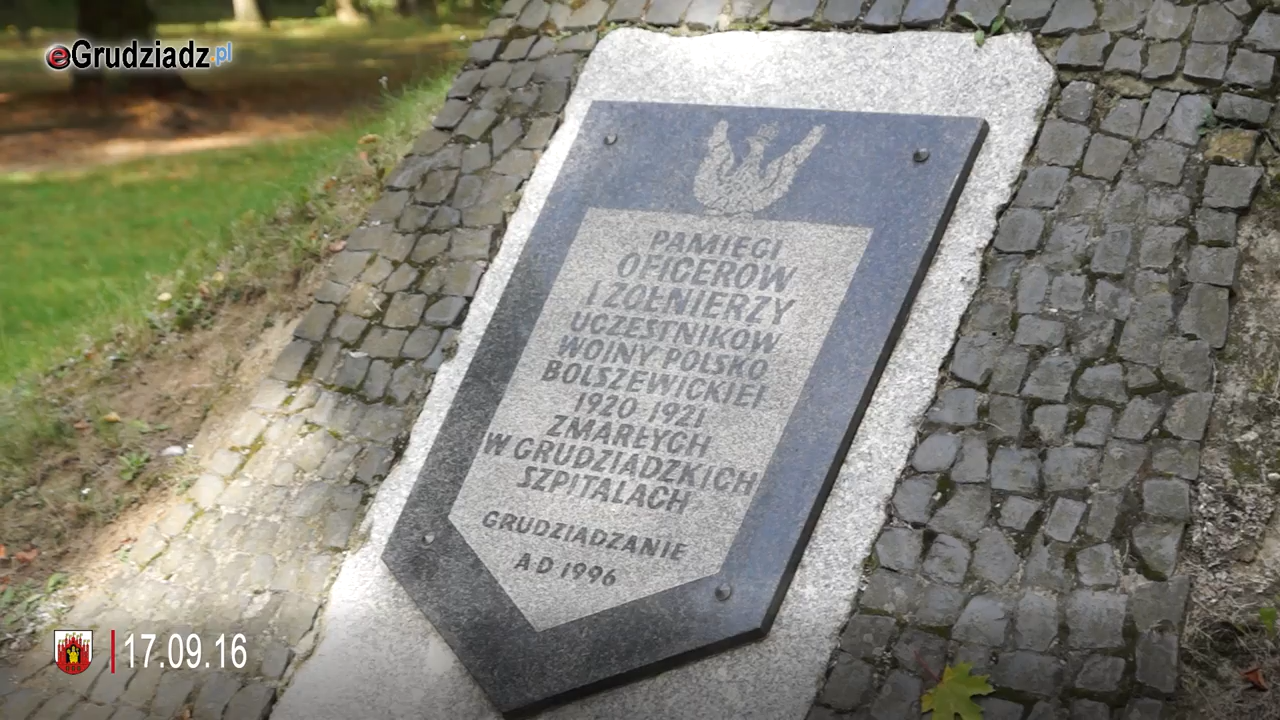 eGrudziadz.pl
PAMIĘCI
OFICERÓW
I ŻOŁNIERZY
UCZESTNIKÓW
WOJNY POLSKO
BOLSZEWICKIEJ
1920 1921
ZMARŁYCH
W GRUDZIĄDZKICH
SZPITALACH
GRUDZIĄDZANIE
A D 1996
17.09.16